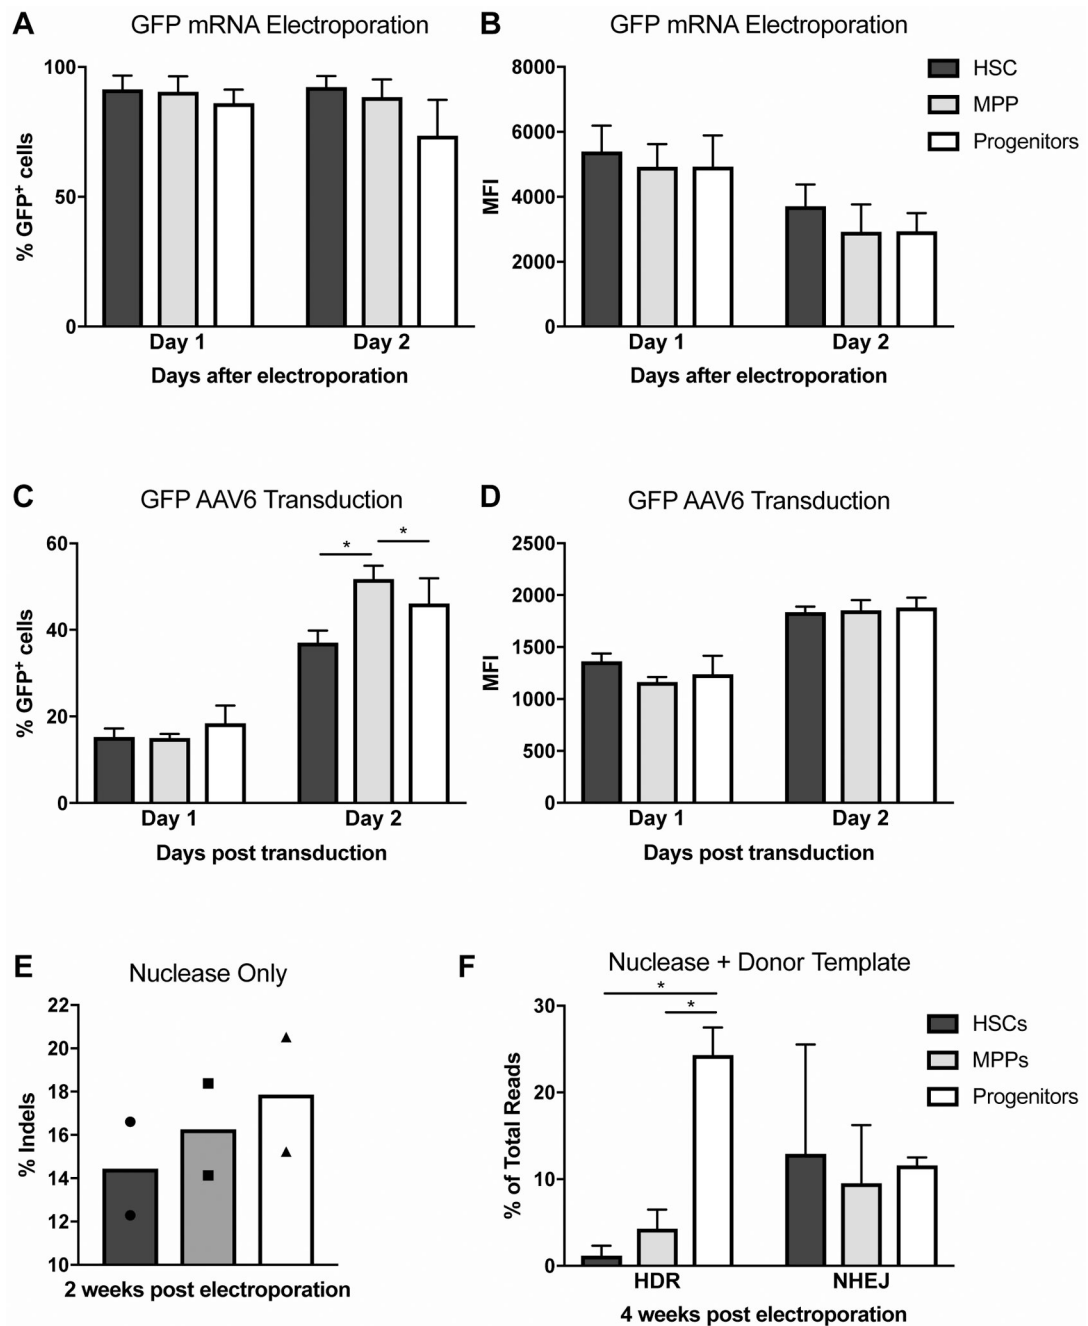 A
GFP mRNA Electroporation
100
50
0
% GFP+ cells
Day 1
Day 2
Days after electroporation
B
GFP mRNA Electroporation
8000
6000
4000
2000
0
MFI
Day 1
Day 2
Days after electroporation
HSC
MPP
Progenitors
C
GFP AAV6 Transduction
60
40
20
0
% GFP+ cells
*
*
Day 1
Day 2
Days post transduction
D
GFP AAV6 Transduction
2500
2000
1500
1000
500
0
MFI
Day 1
Day 2
Days post transduction
E
Nuclease Only
22
20
18
16
14
12
10
% Indels
2 weeks post electroporation
F
Nuclease + Donor Template
30
20
10
0
% of Total Reads
*
*
HDR
NHEJ
4 weeks post electroporation
HSCs
MPPs
Progenitors